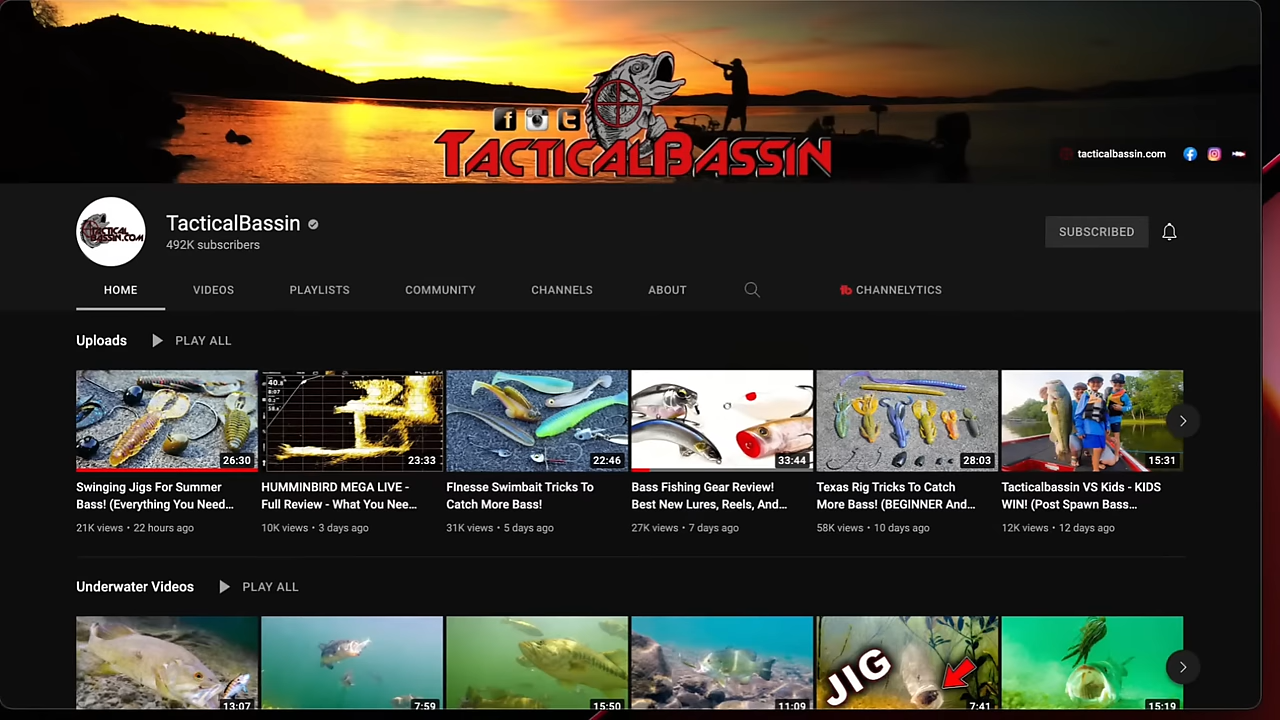 f t
TACTICALBASSIN
tacticalbassin.com
TACTICAL
BASSIN.COM
TacticalBassin
492K subscribers
SUBSCRIBED
HOME VIDEOS PLAYLISTS COMMUNITY CHANNELS ABOUT CHANNELYTICS
Uploads PLAY ALL
26:30 23:33 22:46 33:44 28:03 15:31
Swinging Jigs For Summer
Bass! (Everything You Need...
21K views • 22 hours ago
HUMMINBIRD MEGA LIVE -
Full Review - What You Nee...
10K views • 3 days ago
FInesse Swimbait Tricks To
Catch More Bass!
31K views • 5 days ago
Bass Fishing Gear Review!
Best New Lures, Reels, And...
27K views • 7 days ago
Texas Rig Tricks To Catch
More Bass! (BEGINNER And...
58K views • 10 days ago
Tacticalbassin VS Kids - KIDS
WIN! (Post Spawn Bass...
12K views • 12 days ago
Underwater Videos PLAY ALL
JIG
13:07 7:59 15:50 11:09 7:41 15:19